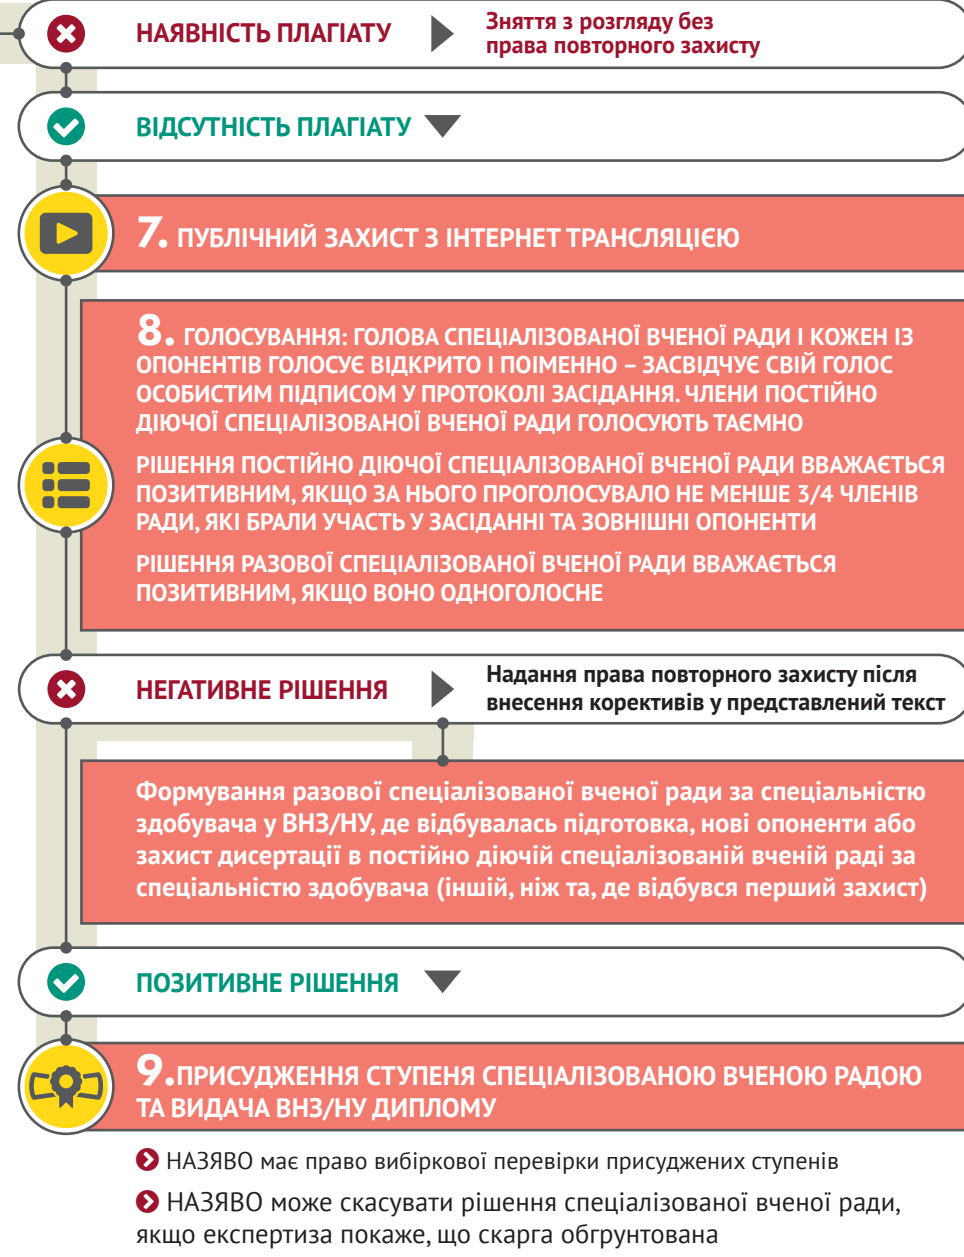 НАЯВНІСТЬ ПЛАГІАТУ
Зняття з розгляду без
права повторного захисту
ВІДСУТНІСТЬ ПЛАГІАТУ
7. ПУБЛІЧНИЙ ЗАХИСТ З ІНТЕРНЕТ ТРАНСЛЯЦІЄЮ
8. ГОЛОСУВАННЯ: ГОЛОВА СПЕЦІАЛІЗОВАНОЇ ВЧЕНОЇ РАДИ І КОЖЕН ІЗ
ОПОНЕНТІВ ГОЛОСУЄ ВІДКРИТО І ПОІМЕННО – ЗАСВІДЧУЄ СВІЙ ГОЛОС
ОСОБИСТИМ ПІДПИСОМ У ПРОТОКОЛІ ЗАСІДАННЯ. ЧЛЕНИ ПОСТІЙНО
ДІЮЧОЇ СПЕЦІАЛІЗОВАНОЇ ВЧЕНОЇ РАДИ ГОЛОСУЮТЬ ТАЄМНО
РІШЕННЯ ПОСТІЙНО ДІЮЧОЇ СПЕЦІАЛІЗОВАНОЇ ВЧЕНОЇ РАДИ ВВАЖАЄТЬСЯ
ПОЗИТИВНИМ, ЯКЩО ЗА НЬОГО ПРОГОЛОСУВАЛО НЕ МЕНШЕ 3/4 ЧЛЕНІВ
РАДИ, ЯКІ БРАЛИ УЧАСТЬ У ЗАСІДАННІ ТА ЗОВНІШНІ ОПОНЕНТИ
РІШЕННЯ РАЗОВОЇ СПЕЦІАЛІЗОВАНОЇ ВЧЕНОЇ РАДИ ВВАЖАЄТЬСЯ
ПОЗИТИВНИМ, ЯКЩО ВОНО ОДНОГОЛОСНЕ
НЕГАТИВНЕ РІШЕННЯ
Надання права повторного захисту після
внесення корективів у представлений текст
Формування разової спеціалізованої вченої ради за спеціальністю
здобувача у ВНЗ/НУ, де відбувалась підготовка, нові опоненти або
захист дисертації в постійно діючій спеціалізованій вченій раді за
спеціальністю здобувача (іншій, ніж та, де відбувся перший захист)
ПОЗИТИВНЕ РІШЕННЯ
9.ПРИСУДЖЕННЯ СТУПЕНЯ СПЕЦІАЛІЗОВАНОЮ ВЧЕНОЮ РАДОЮ
ТА ВИДАЧА ВНЗ/НУ ДИПЛОМУ
НАЗЯВО має право вибіркової перевірки присуджених ступенів
НАЗЯВО може скасувати рішення спеціалізованої вченої ради,
якщо експертиза покаже, що скарга обгрунтована